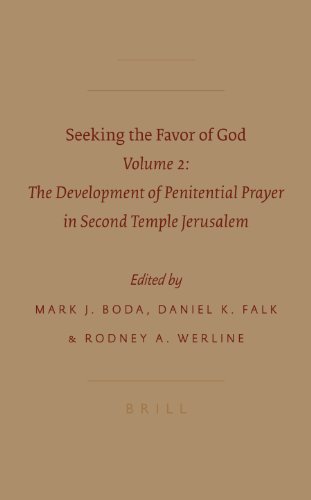 Seeking the Favor of God
Volume 2:
The Development of Penitential Prayer
in Second Temple Jerusalem
Edited by
MARK J. BODA, DANIEL K. FALK
& RODNEY A. WERLINE
BRILL